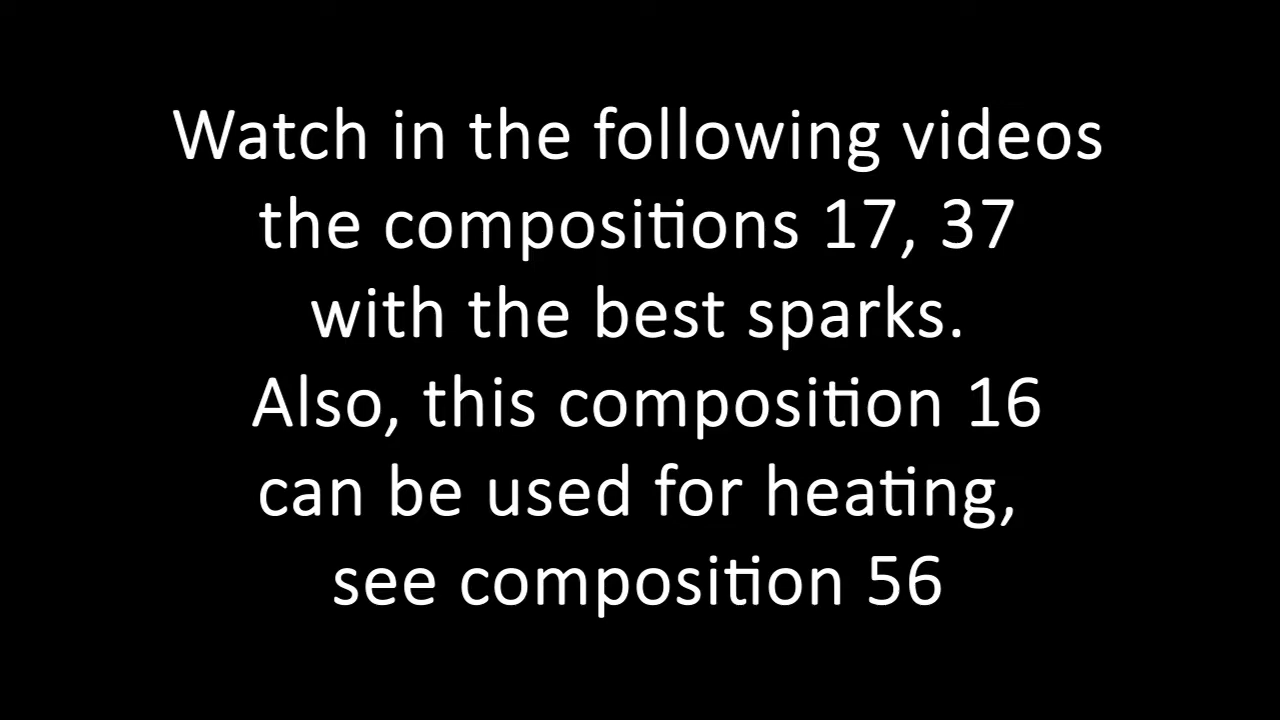 Watch in the following videos
the compositions 17, 37
with the best sparks.
Also, this composition 16
can be used for heating,
see composition 56